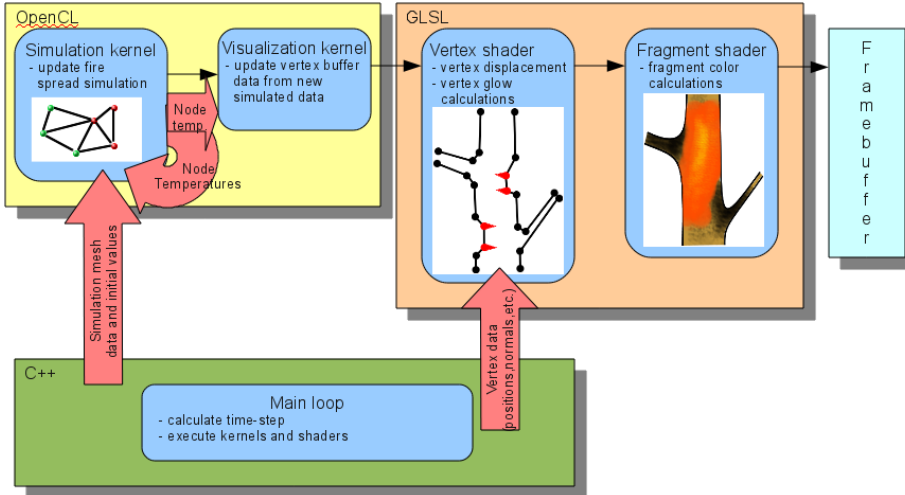 OpenCL
Simulation kernel
- update fire
spread simulation
Visualization kernel
- update vertex buffer
data from new
simulated data
Node
temp
Node
Temperatures
GLSL
Vertex shader
- vertex displacement
- vertex glow
calculations
Fragment shader
- fragment color
calculations
Framebuffer
Simulation mesh
data and initial values
Vertex data
(positions,normals,etc.)
C++
Main loop
- calculate time-step
- execute kernels and shaders